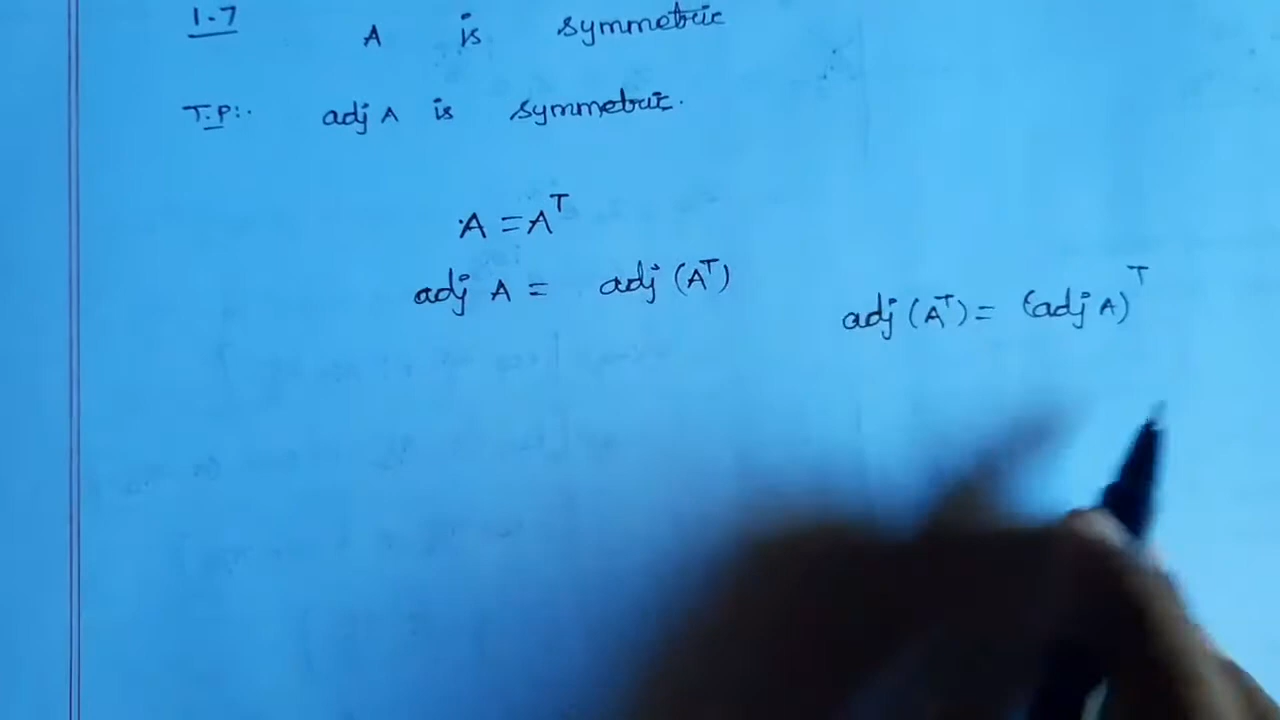 1.7 A is symmetric
T.P:. adj A is symmetric.
A = A^T
adj A = adj (A^T)
adj (A^T) = (adj A)^T